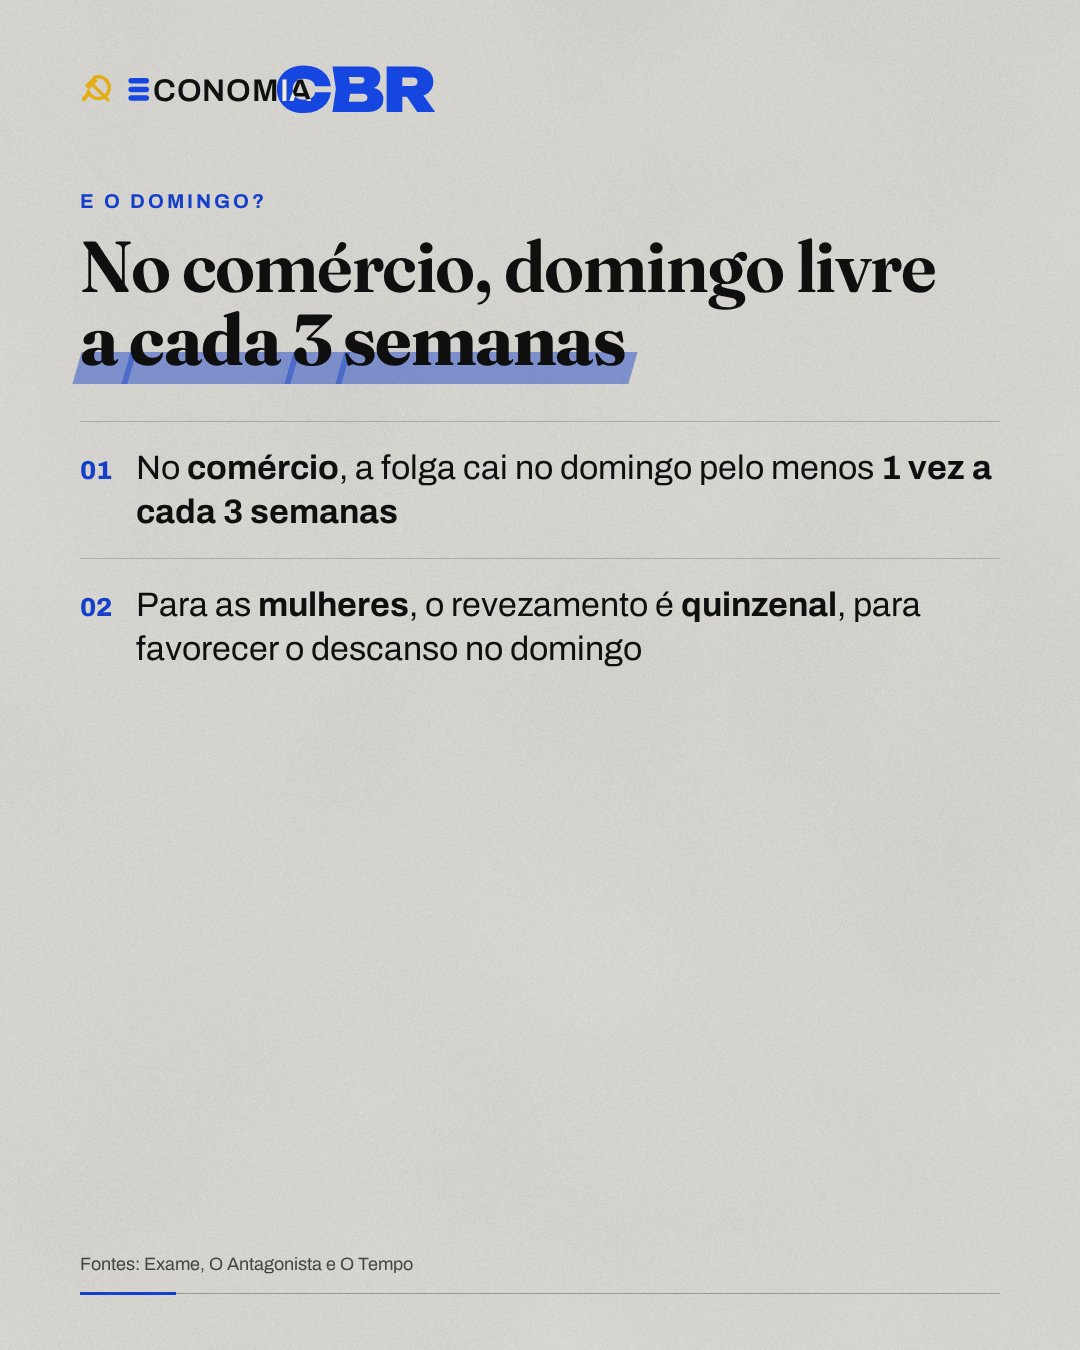 ECONOMIA CBR
E O DOMINGO?
No comércio, domingo livre
a cada 3 semanas
01 No comércio, a folga cai no domingo pelo menos 1 vez a
cada 3 semanas
02 Para as mulheres, o revezamento é quinzenal, para
favorecer o descanso no domingo
Fontes: Exame, O Antagonista e O Tempo